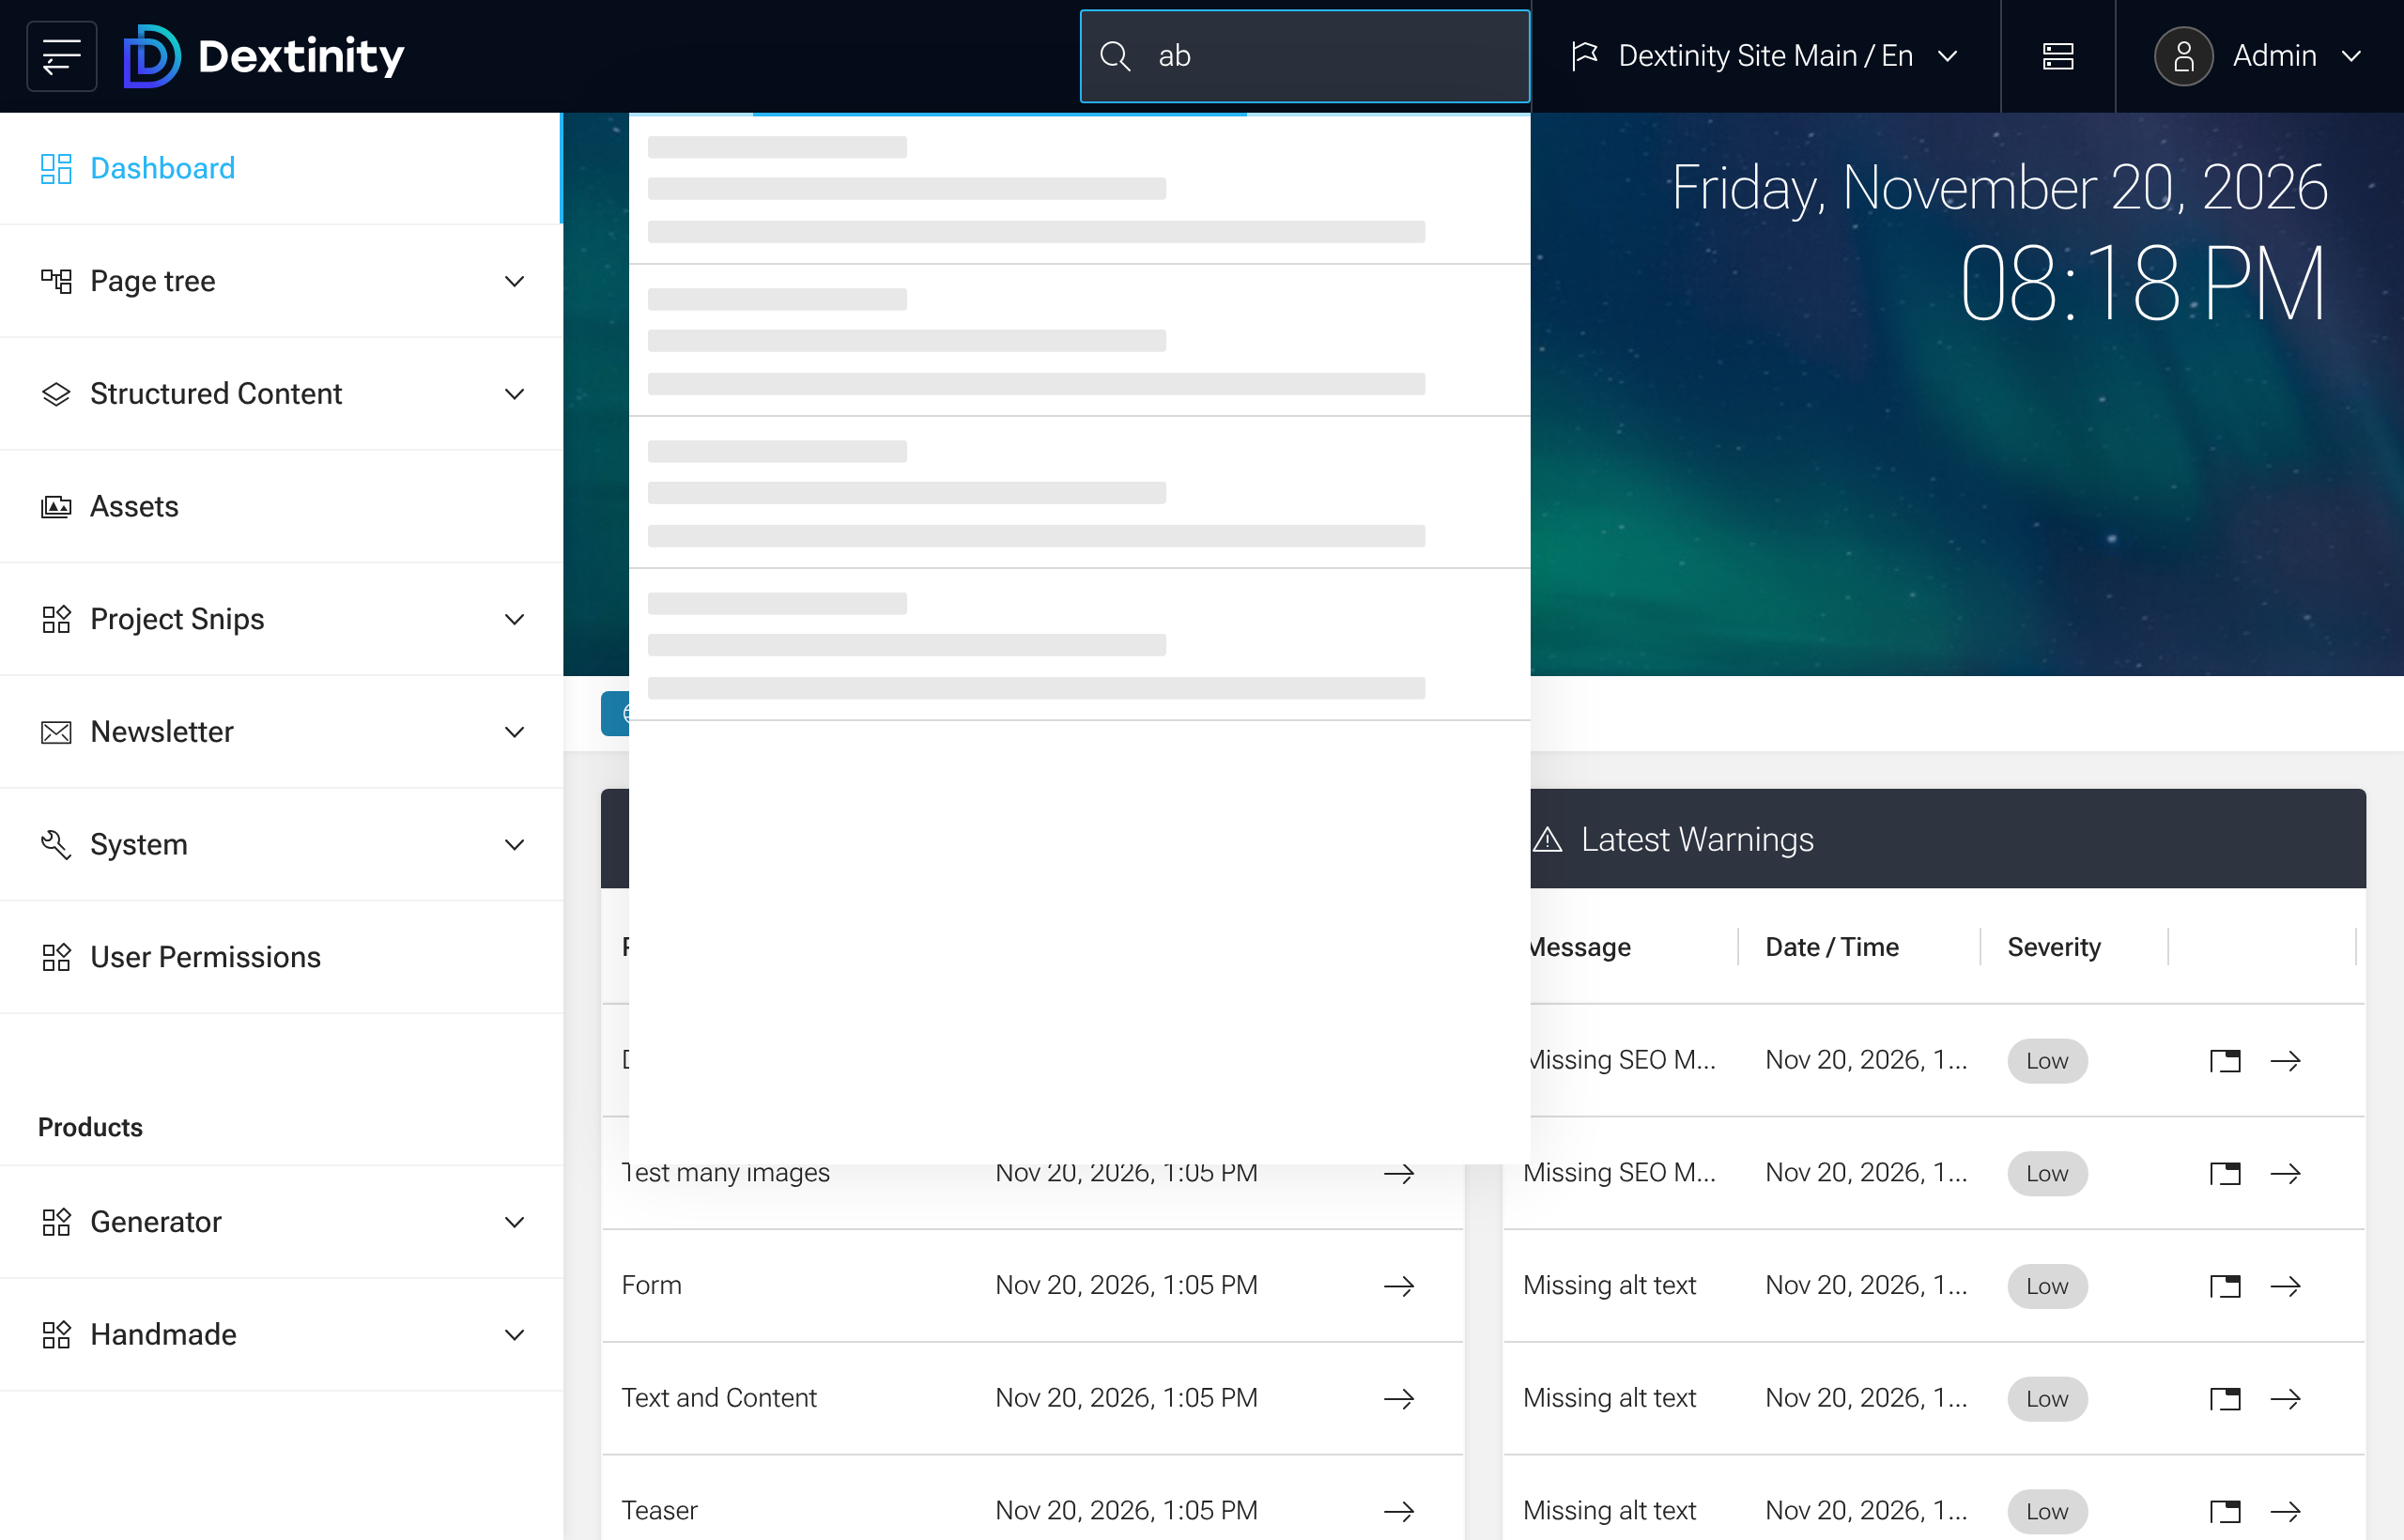 Dextinity
ab
Dextinity Site Main / En
Admin
Dashboard
Page tree
Structured Content
Assets
Project Snips
Newsletter
System
User Permissions
Products
Generator
Handmade
Friday, November 20, 2026
08:18 PM
Latest Warnings
Message Date / Time Severity
Missing SEO M... Nov 20, 2026, 1... Low
Test many images Nov 20, 2026, 1:05 PM
Missing SEO M... Nov 20, 2026, 1... Low
Form Nov 20, 2026, 1:05 PM
Missing alt text Nov 20, 2026, 1... Low
Text and Content Nov 20, 2026, 1:05 PM
Missing alt text Nov 20, 2026, 1... Low
Teaser Nov 20, 2026, 1:05 PM
Missing alt text Nov 20, 2026, 1... Low